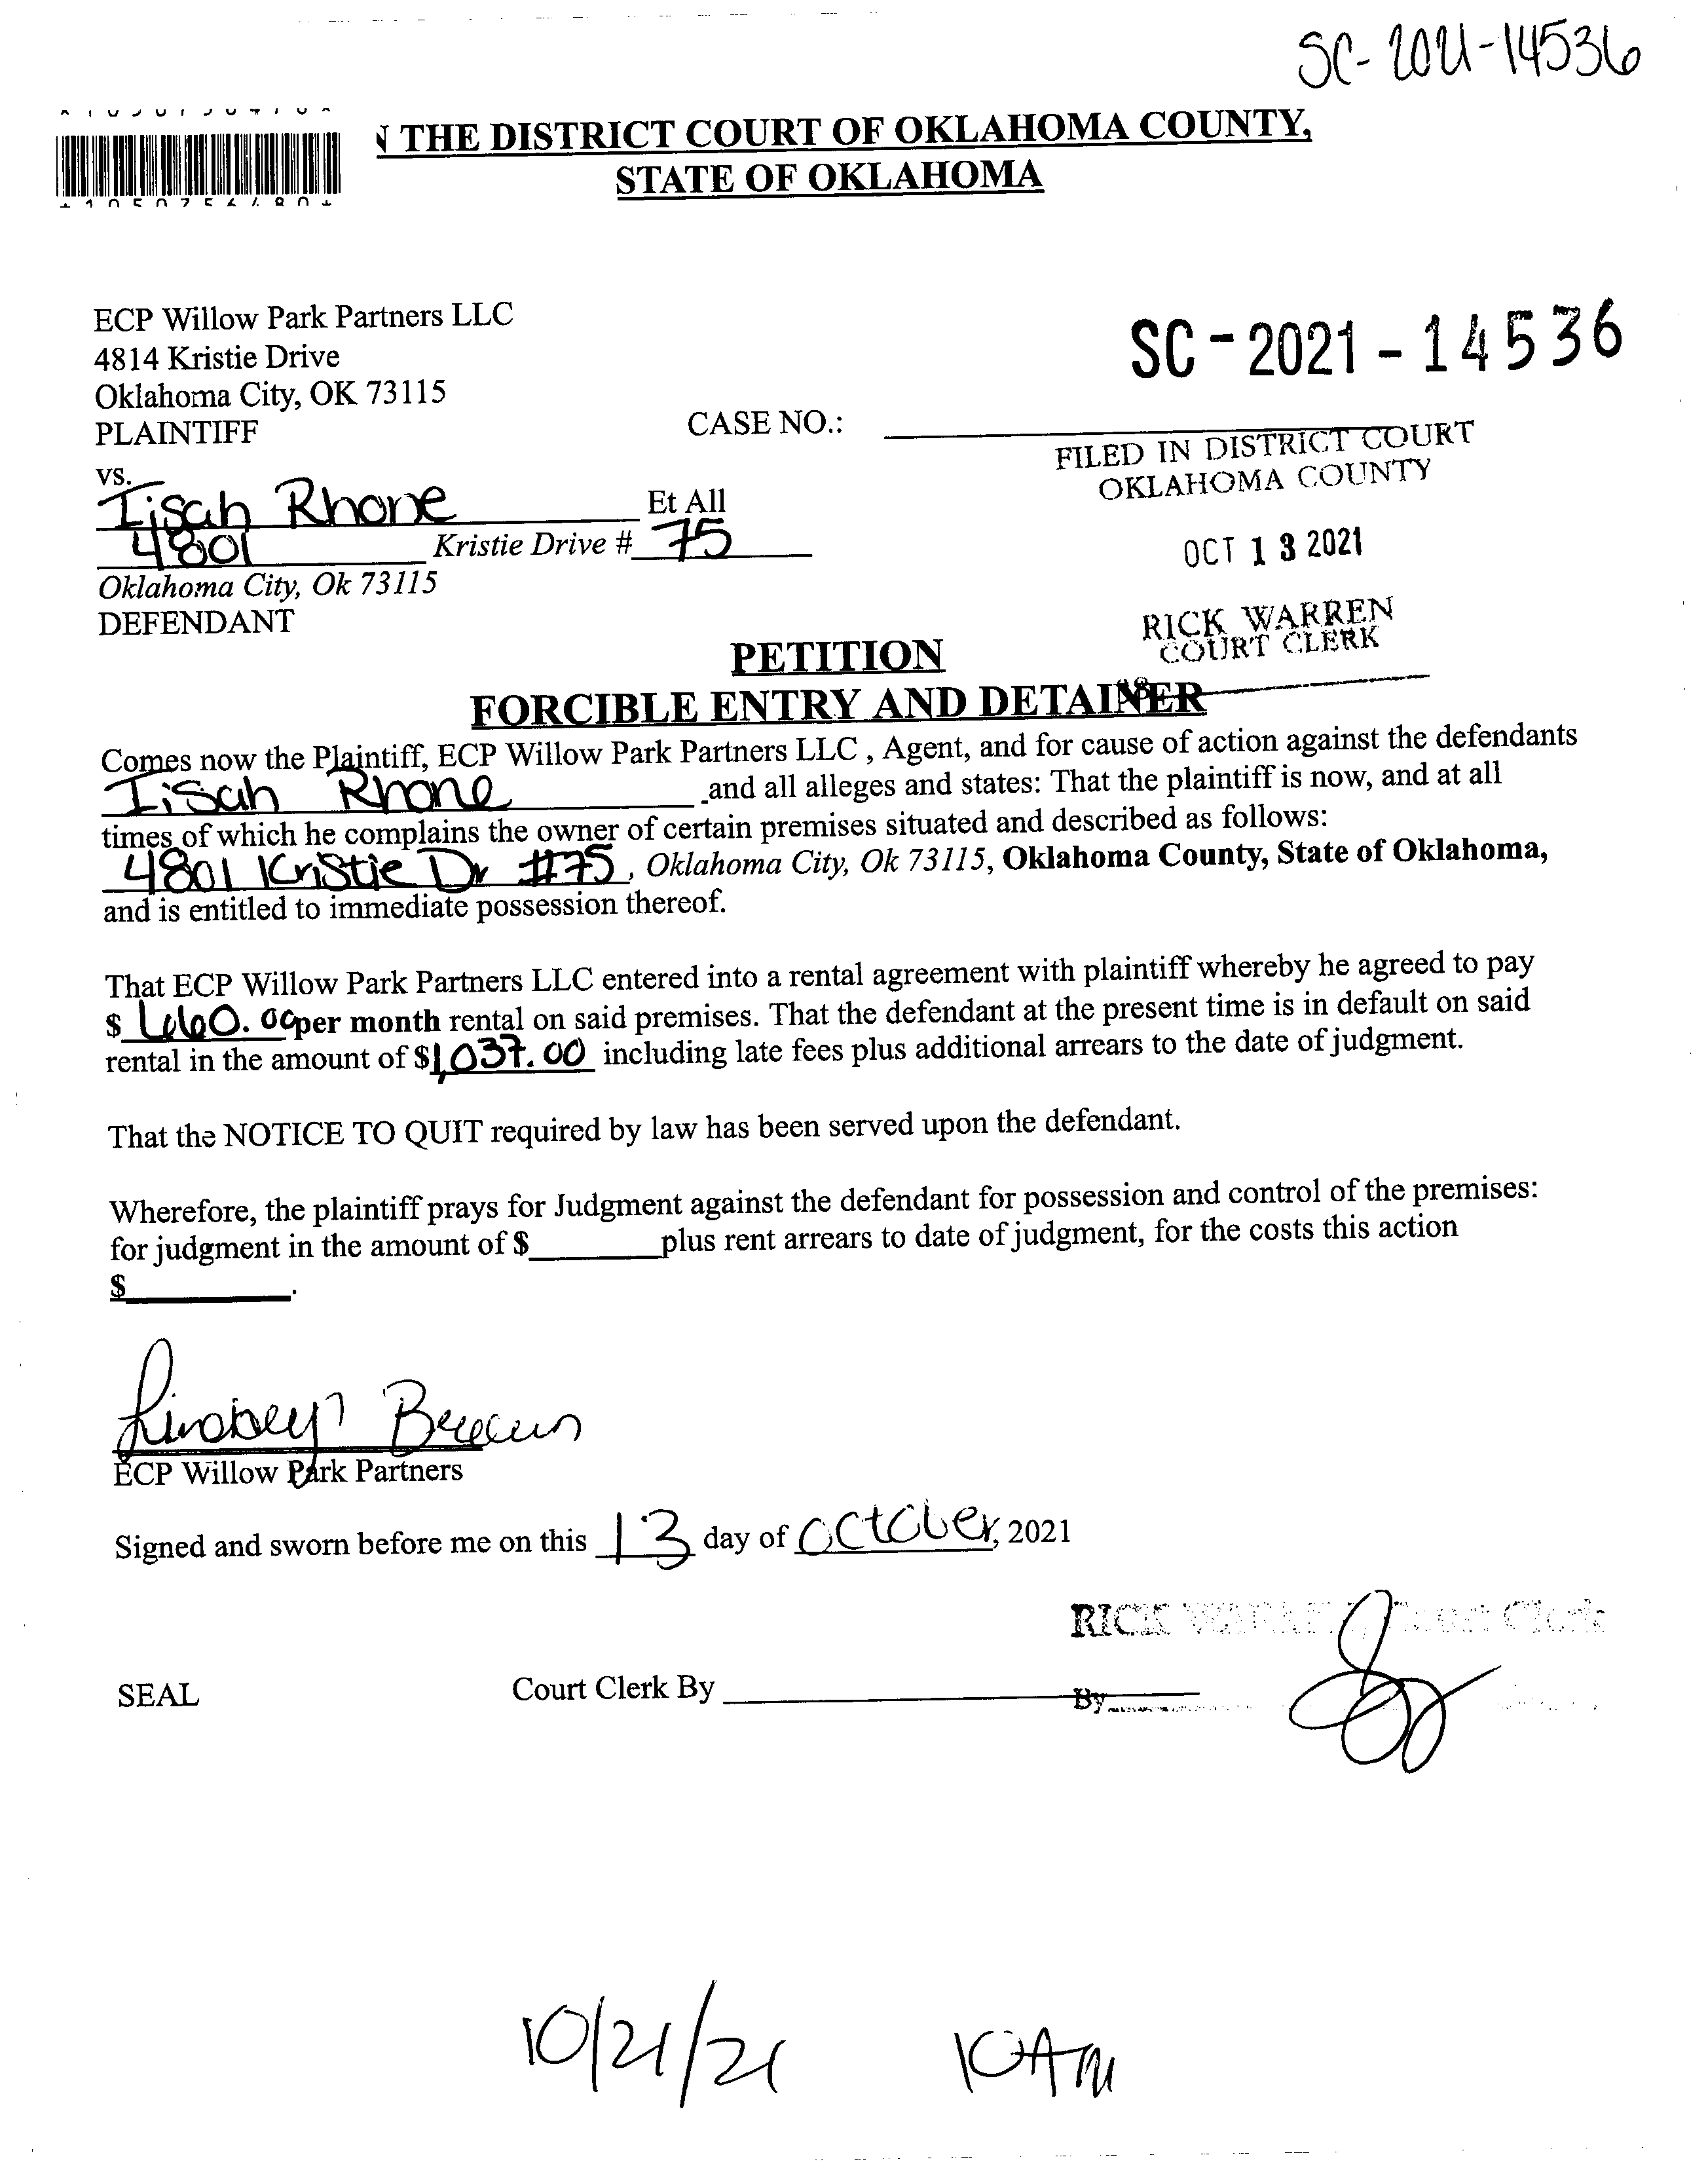 SC-2021-14536
THE DISTRICT COURT OF OKLAHOMA COUNTY,
STATE OF OKLAHOMA
ECP Willow Park Partners LLC
4814 Kristie Drive
Oklahoma City, OK 73115
PLAINTIFF
SC-2021-14536
CASE NO.:
FILED IN DISTRICT COURT
OKLAHOMA COUNTY
vs.
Iisah Rhone Et All
4801 Kristie Drive # 75
Oklahoma City, Ok 73115
DEFENDANT
OCT 13 2021
RICK WARREN
COURT CLERK
PETITION
FORCIBLE ENTRY AND DETAINER
Comes now the Plaintiff, ECP Willow Park Partners LLC , Agent, and for cause of action against the defendants
Iisah Rhone and all alleges and states: That the plaintiff is now, and at all
times of which he complains the owner of certain premises situated and described as follows:
4801 Kristie Dr #75, Oklahoma City, Ok 73115, Oklahoma County, State of Oklahoma,
and is entitled to immediate possession thereof.
That ECP Willow Park Partners LLC entered into a rental agreement with plaintiff whereby he agreed to pay
$ 660.00 per month rental on said premises. That the defendant at the present time is in default on said
rental in the amount of $1,037.00 including late fees plus additional arrears to the date of judgment.
That the NOTICE TO QUIT required by law has been served upon the defendant.
Wherefore, the plaintiff prays for Judgment against the defendant for possession and control of the premises:
for judgment in the amount of $______plus rent arrears to date of judgment, for the costs this action
$________.
ECP Willow Park Partners
Signed and sworn before me on this 13 day of October, 2021
RICK Court Clerk
SEAL Court Clerk By By
10/21/21 10AM